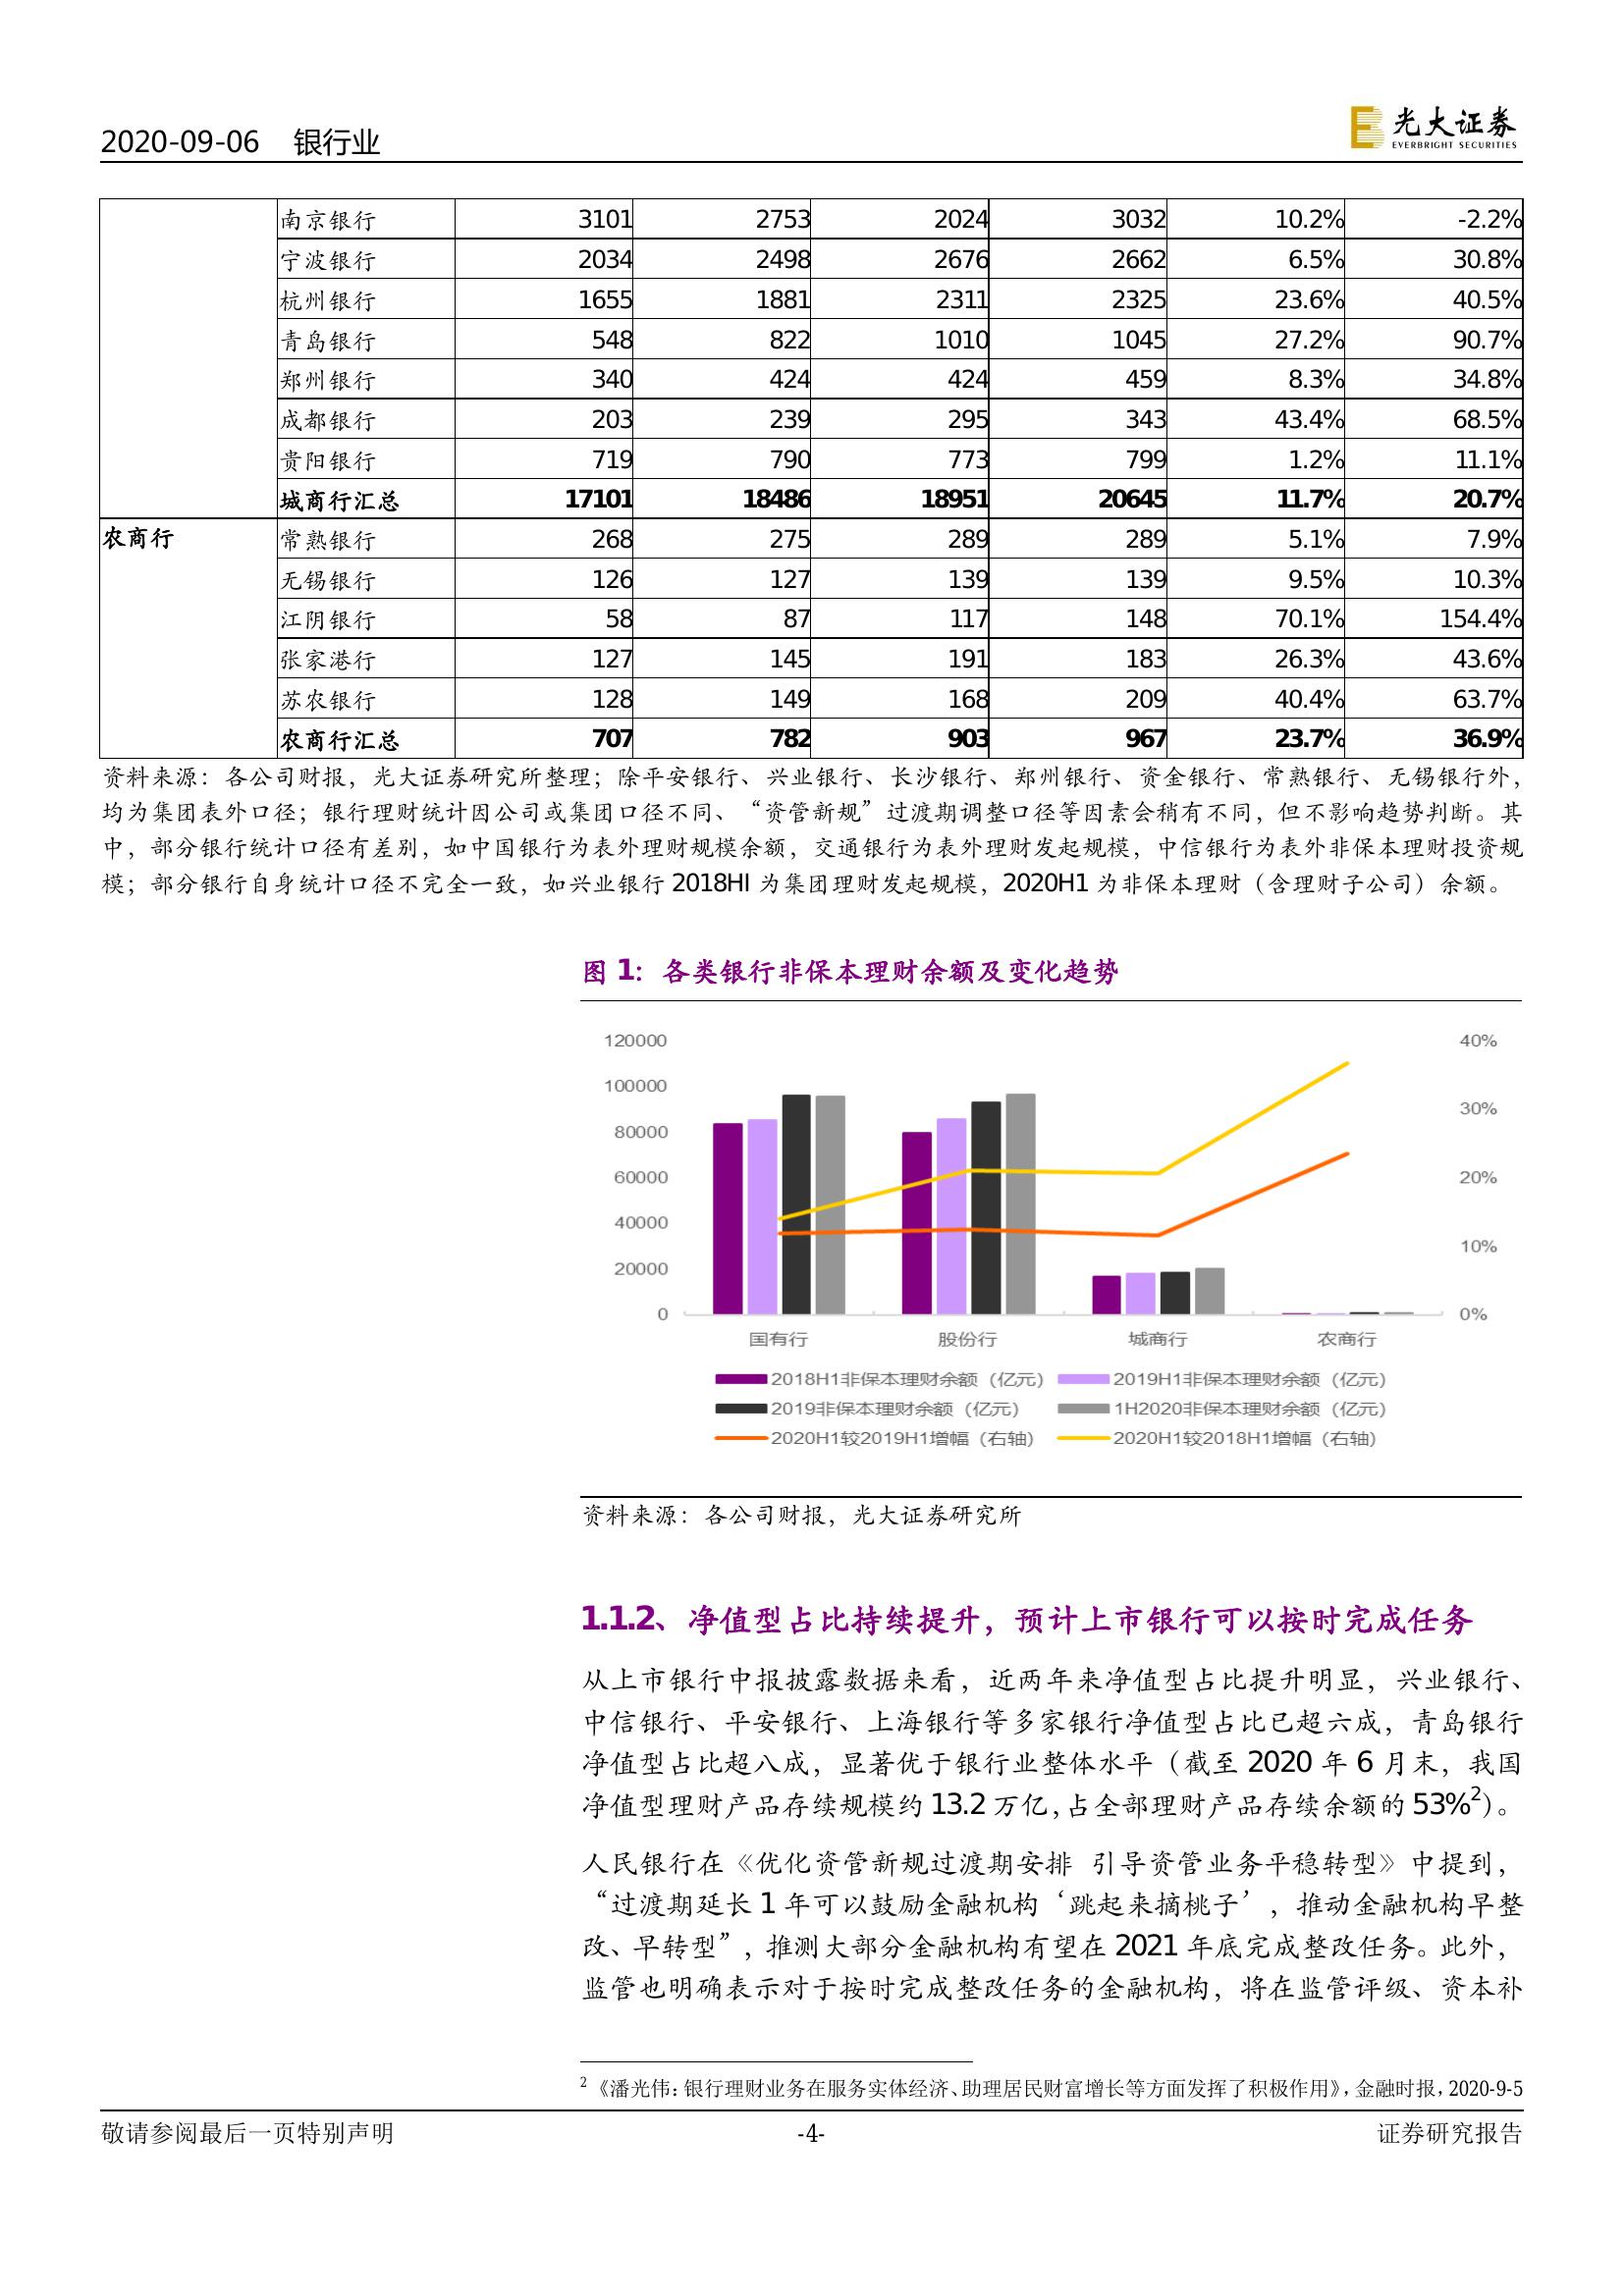 2020-09-06 银行业
光大证券
EVERBRIGHT SECURITIES
南京银行 3101 2753 2024 3032 10.2% -2.2%
宁波银行 2034 2498 2676 2662 6.5% 30.8%
杭州银行 1655 1881 2311 2325 23.6% 40.5%
青岛银行 548 822 1010 1045 27.2% 90.7%
郑州银行 340 424 424 459 8.3% 34.8%
成都银行 203 239 295 343 43.4% 68.5%
贵阳银行 719 790 773 799 1.2% 11.1%
城商行汇总 17101 18486 18951 20645 11.7% 20.7%
农商行 常熟银行 268 275 289 289 5.1% 7.9%
无锡银行 126 127 139 139 9.5% 10.3%
江阴银行 58 87 117 148 70.1% 154.4%
张家港行 127 145 191 183 26.3% 43.6%
苏农银行 128 149 168 209 40.4% 63.7%
农商行汇总 707 782 903 967 23.7% 36.9%
资料来源：各公司财报，光大证券研究所整理；除平安银行、兴业银行、长沙银行、郑州银行、资金银行、常熟银行、无锡银行外，
均为集团表外口径；银行理财统计因公司或集团口径不同、“资管新规”过渡期调整口径等因素会稍有不同，但不影响趋势判断。其
中，部分银行统计口径有差别，如中国银行为表外理财规模余额，交通银行为表外理财发起规模，中信银行为表外非保本理财投资规
模；部分银行自身统计口径不完全一致，如兴业银行 2018HI 为集团理财发起规模，2020H1 为非保本理财（含理财子公司）余额。
图 1：各类银行非保本理财余额及变化趋势
120000 40%
100000
80000 30%
60000 20%
40000
20000 10%
0 0%
国有行 股份行 城商行 农商行
2018H1非保本理财余额（亿元） 2019H1非保本理财余额（亿元）
2019非保本理财余额（亿元） 1H2020非保本理财余额（亿元）
2020H1较2019H1增幅（右轴） 2020H1较2018H1增幅（右轴）
资料来源：各公司财报，光大证券研究所
1.1.2、净值型占比持续提升，预计上市银行可以按时完成任务
从上市银行中报披露数据来看，近两年来净值型占比提升明显，兴业银行、
中信银行、平安银行、上海银行等多家银行净值型占比已超六成，青岛银行
净值型占比超八成，显著优于银行业整体水平（截至 2020 年 6 月末，我国
净值型理财产品存续规模约 13.2 万亿，占全部理财产品存续余额的 53%2）。
人民银行在《优化资管新规过渡期安排 引导资管业务平稳转型》中提到，
“过渡期延长 1 年可以鼓励金融机构‘跳起来摘桃子’，推动金融机构早整
改、早转型”，推测大部分金融机构有望在 2021 年底完成整改任务。此外，
监管也明确表示对于按时完成整改任务的金融机构，将在监管评级、资本补
2 《潘光伟：银行理财业务在服务实体经济、助理居民财富增长等方面发挥了积极作用》，金融时报，2020-9-5
敬请参阅最后一页特别声明 -4- 证券研究报告